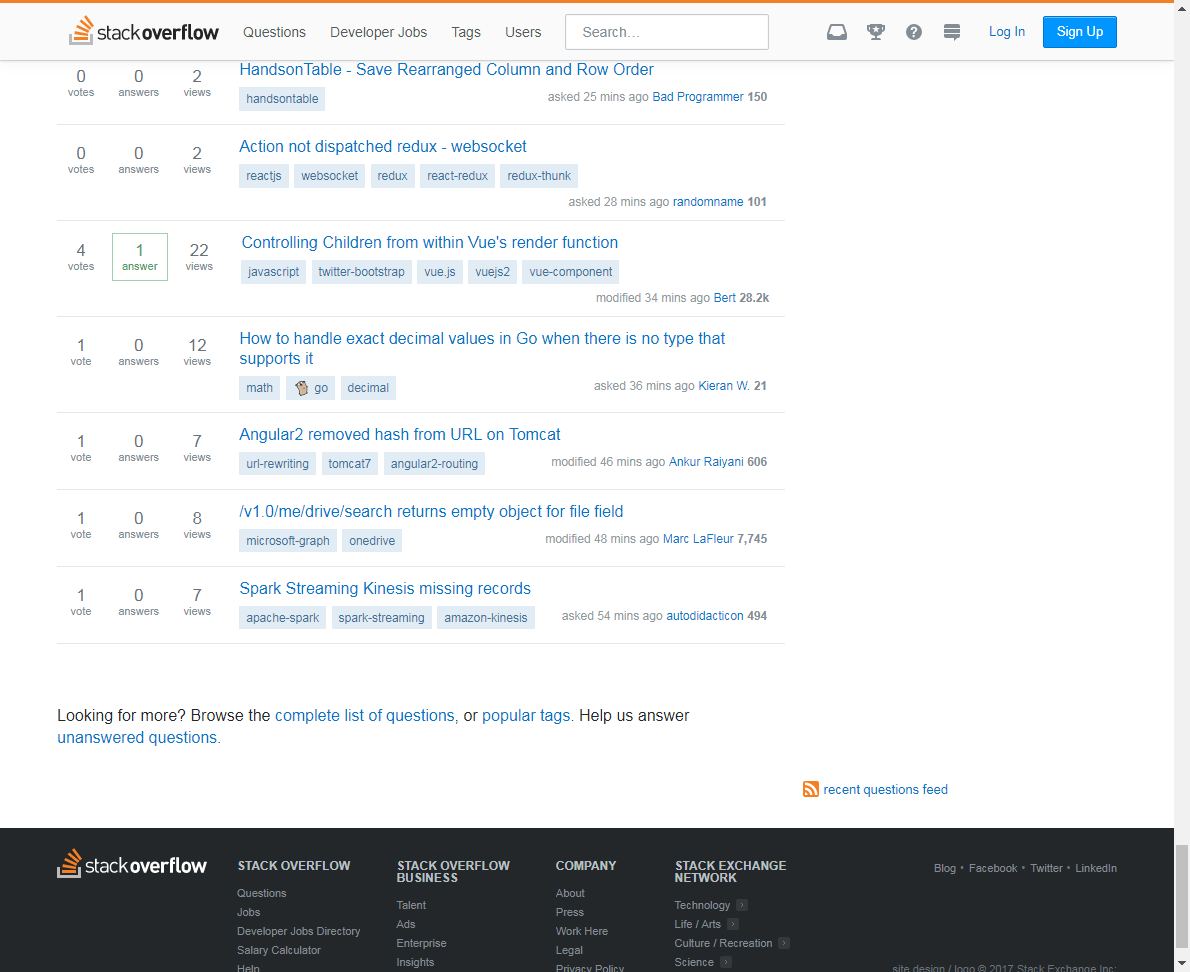 stack overflow Questions Developer Jobs Tags Users Search... Log In Sign Up
0 votes 0 answers 2 views
HandsonTable - Save Rearranged Column and Row Order
handsontable
asked 25 mins ago Bad Programmer 150
0 votes 0 answers 2 views
Action not dispatched redux - websocket
reactjs websocket redux react-redux redux-thunk
asked 28 mins ago randomname 101
4 votes 1 answer 22 views
Controlling Children from within Vue's render function
javascript twitter-bootstrap vue.js vuejs2 vue-component
modified 34 mins ago Bert 28.2k
1 vote 0 answers 12 views
How to handle exact decimal values in Go when there is no type that
supports it
math go decimal
asked 36 mins ago Kieran W. 21
1 vote 0 answers 7 views
Angular2 removed hash from URL on Tomcat
url-rewriting tomcat7 angular2-routing
modified 46 mins ago Ankur Raiyani 606
1 vote 0 answers 8 views
/v1.0/me/drive/search returns empty object for file field
microsoft-graph onedrive
modified 48 mins ago Marc LaFleur 7,745
1 vote 0 answers 7 views
Spark Streaming Kinesis missing records
apache-spark spark-streaming amazon-kinesis
asked 54 mins ago autodidacticon 494
Looking for more? Browse the complete list of questions, or popular tags. Help us answer
unanswered questions.
recent questions feed
stack overflow
STACK OVERFLOW
Questions
Jobs
Developer Jobs Directory
Salary Calculator
Help
STACK OVERFLOW
BUSINESS
Talent
Ads
Enterprise
Insights
COMPANY
About
Press
Work Here
Legal
Privacy Policy
STACK EXCHANGE
NETWORK
Technology
Life / Arts
Culture / Recreation
Science
Blog • Facebook • Twitter • LinkedIn
site design / logo © 2017 Stack Exchange Inc;